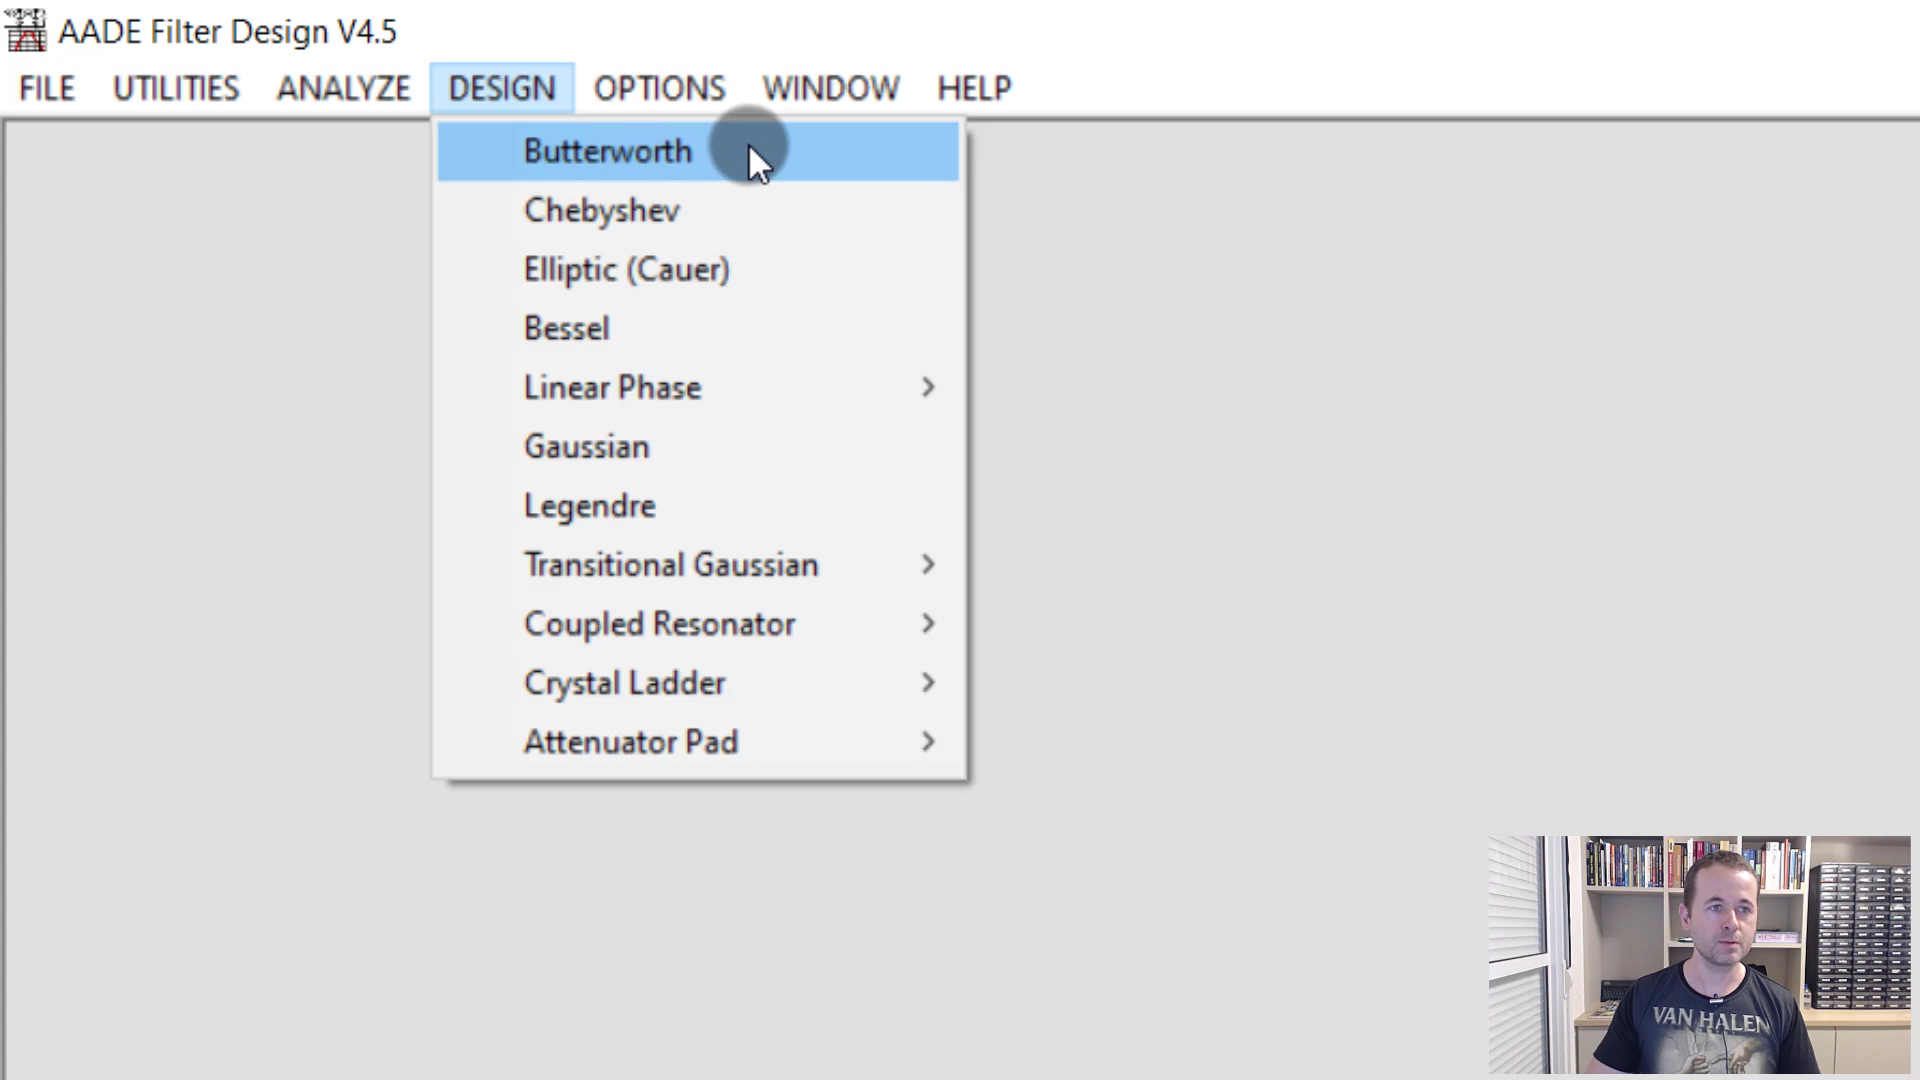 AADE Filter Design V4.5
FILE UTILITIES ANALYZE DESIGN OPTIONS WINDOW HELP
Butterworth
Chebyshev
Elliptic (Cauer)
Bessel
Linear Phase
Gaussian
Legendre
Transitional Gaussian
Coupled Resonator
Crystal Ladder
Attenuator Pad
VAN HALEN